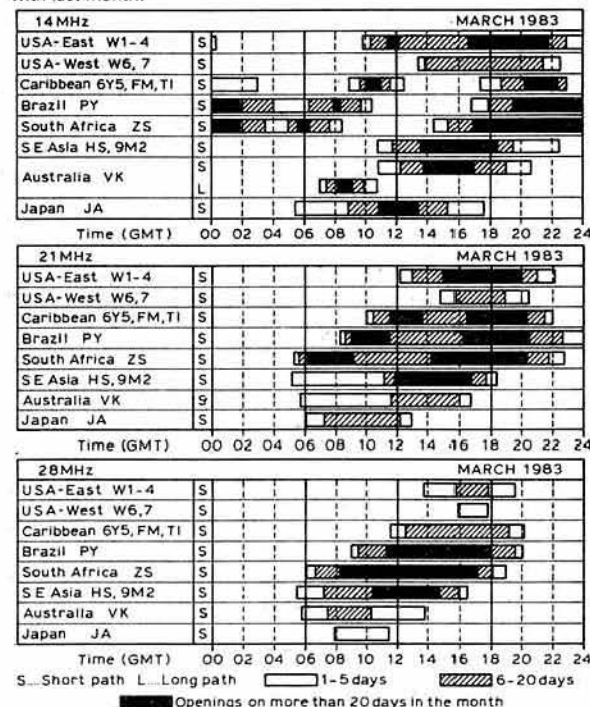 with last month.
14MHz MARCH 1983
USA-East W1-4 S
USA-West W6, 7 S
Caribbean 6Y5, FM, TI S
Brazil PY S
South Africa ZS S
S E Asia HS, 9M2 S
Australia VK S
L
Japan JA S
Time (GMT) 00 02 04 06 08 10 12 14 16 18 20 22 24
21MHz MARCH 1983
USA-East W1-4 S
USA-West W6, 7 S
Caribbean 6Y5, FM, TI S
Brazil PY S
South Africa ZS S
S E Asia HS, 9M2 S
Australia VK S
Japan JA S
Time (GMT) 00 02 04 06 08 10 12 14 16 18 20 22 24
28MHz MARCH 1983
USA-East W1-4 S
USA-West W6,7 S
Caribbean 6Y5, FM, TI S
Brazil PY S
South Africa ZS S
S E Asia HS, 9M2 S
Australia VK S
Japan JA S
Time (GMT) 00 02 04 06 08 10 12 14 16 18 20 22 24
S....Short path L....Long path 1-5 days 6-20 days
Openings on more than 20 days in the month